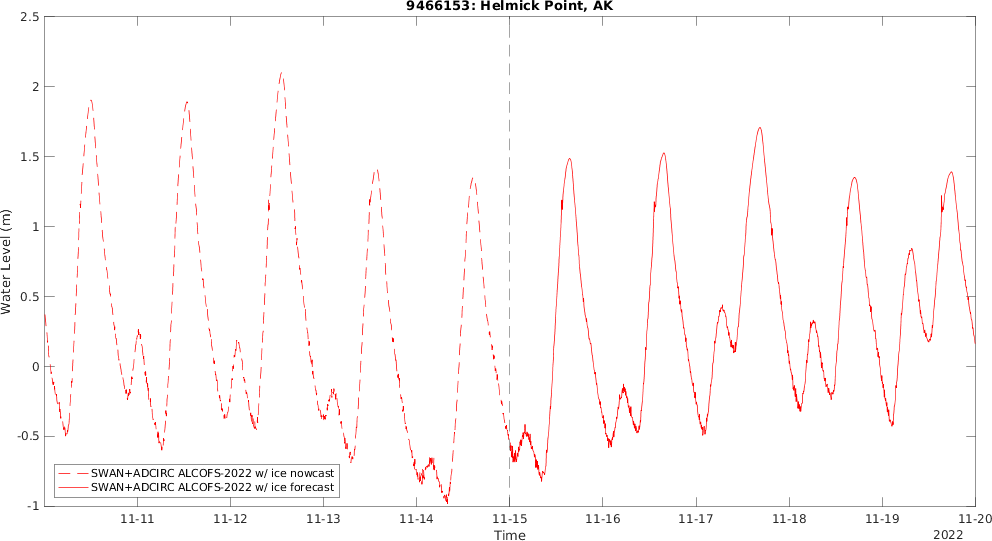 9466153: Helmick Point, AK
2.5
2
1.5
1
0.5
0
-0.5
-1
Water Level (m)
SWAN+ADCIRC ALCOFS-2022 w/ ice nowcast
SWAN+ADCIRC ALCOFS-2022 w/ ice forecast
11-11 11-12 11-13 11-14 11-15 11-16 11-17 11-18 11-19 11-20
Time
2022